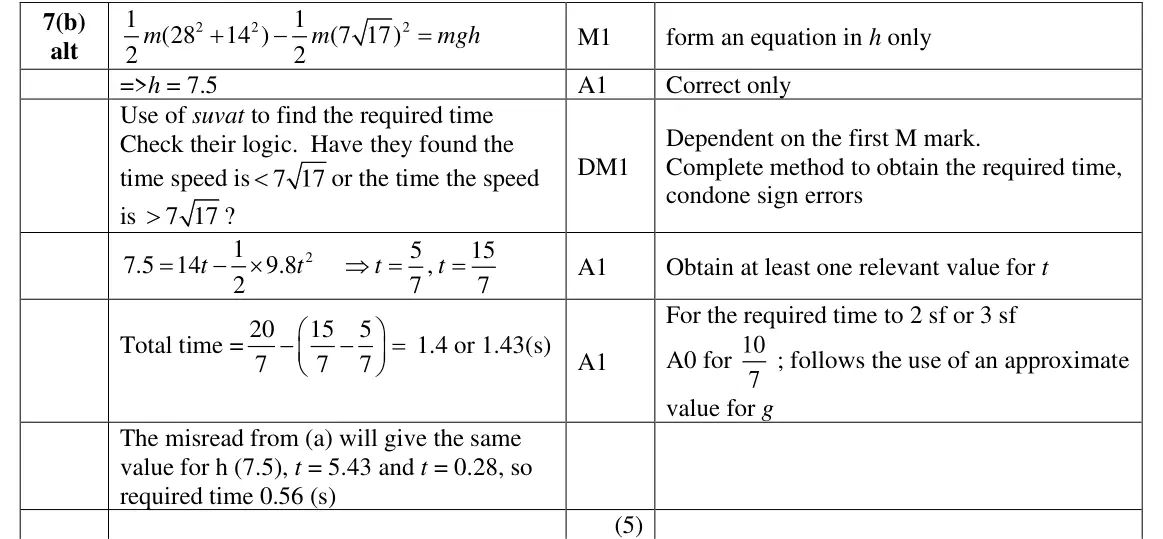 7(b) alt
1/2 m(28² + 14²) − 1/2 m(7√17)² = mgh
M1
form an equation in h only
=>h = 7.5
A1
Correct only
Use of suvat to find the required time
Check their logic. Have they found the
time speed is < 7√17 or the time the speed
is > 7√17 ?
DM1
Dependent on the first M mark.
Complete method to obtain the required time,
condone sign errors
7.5 = 14t − 1/2 × 9.8t² ⇒ t = 5/7, t = 15/7
A1
Obtain at least one relevant value for t
Total time = 20/7 − (15/7 − 5/7) = 1.4 or 1.43(s)
A1
For the required time to 2 sf or 3 sf
A0 for 10/7 ; follows the use of an approximate
value for g
The misread from (a) will give the same
value for h (7.5), t = 5.43 and t = 0.28, so
required time 0.56 (s)
(5)